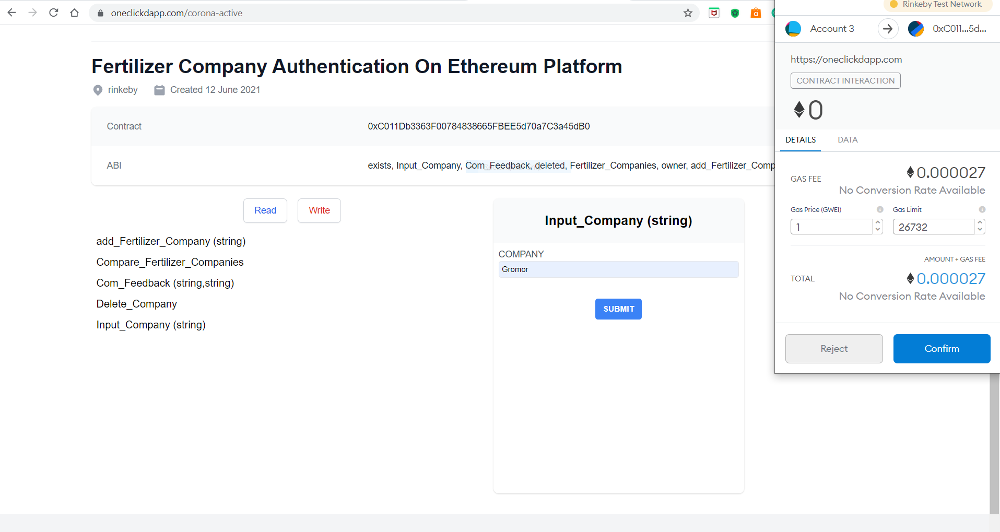 oneclickdapp.com/corona-active
Fertilizer Company Authentication On Ethereum Platform
rinkeby Created 12 June 2021
Contract 0xC011Db3363F00784838665FBEE5d70a7C3a45dB0
ABI exists, Input_Company, Com_Feedback, deleted, Fertilizer_Companies, owner, add_Fertilizer_Comp
Read Write
add_Fertilizer_Company (string)
Compare_Fertilizer_Companies
Com_Feedback (string,string)
Delete_Company
Input_Company (string)
Input_Company (string)
COMPANY
Gromor
SUBMIT
Rinkeby Test Network
Account 3 0xC011...5d...
https://oneclickdapp.com
CONTRACT INTERACTION
0
DETAILS DATA
GAS FEE 0.000027
No Conversion Rate Available
Gas Price (GWEI) Gas Limit
1 26732
AMOUNT + GAS FEE
TOTAL 0.000027
No Conversion Rate Available
Reject Confirm